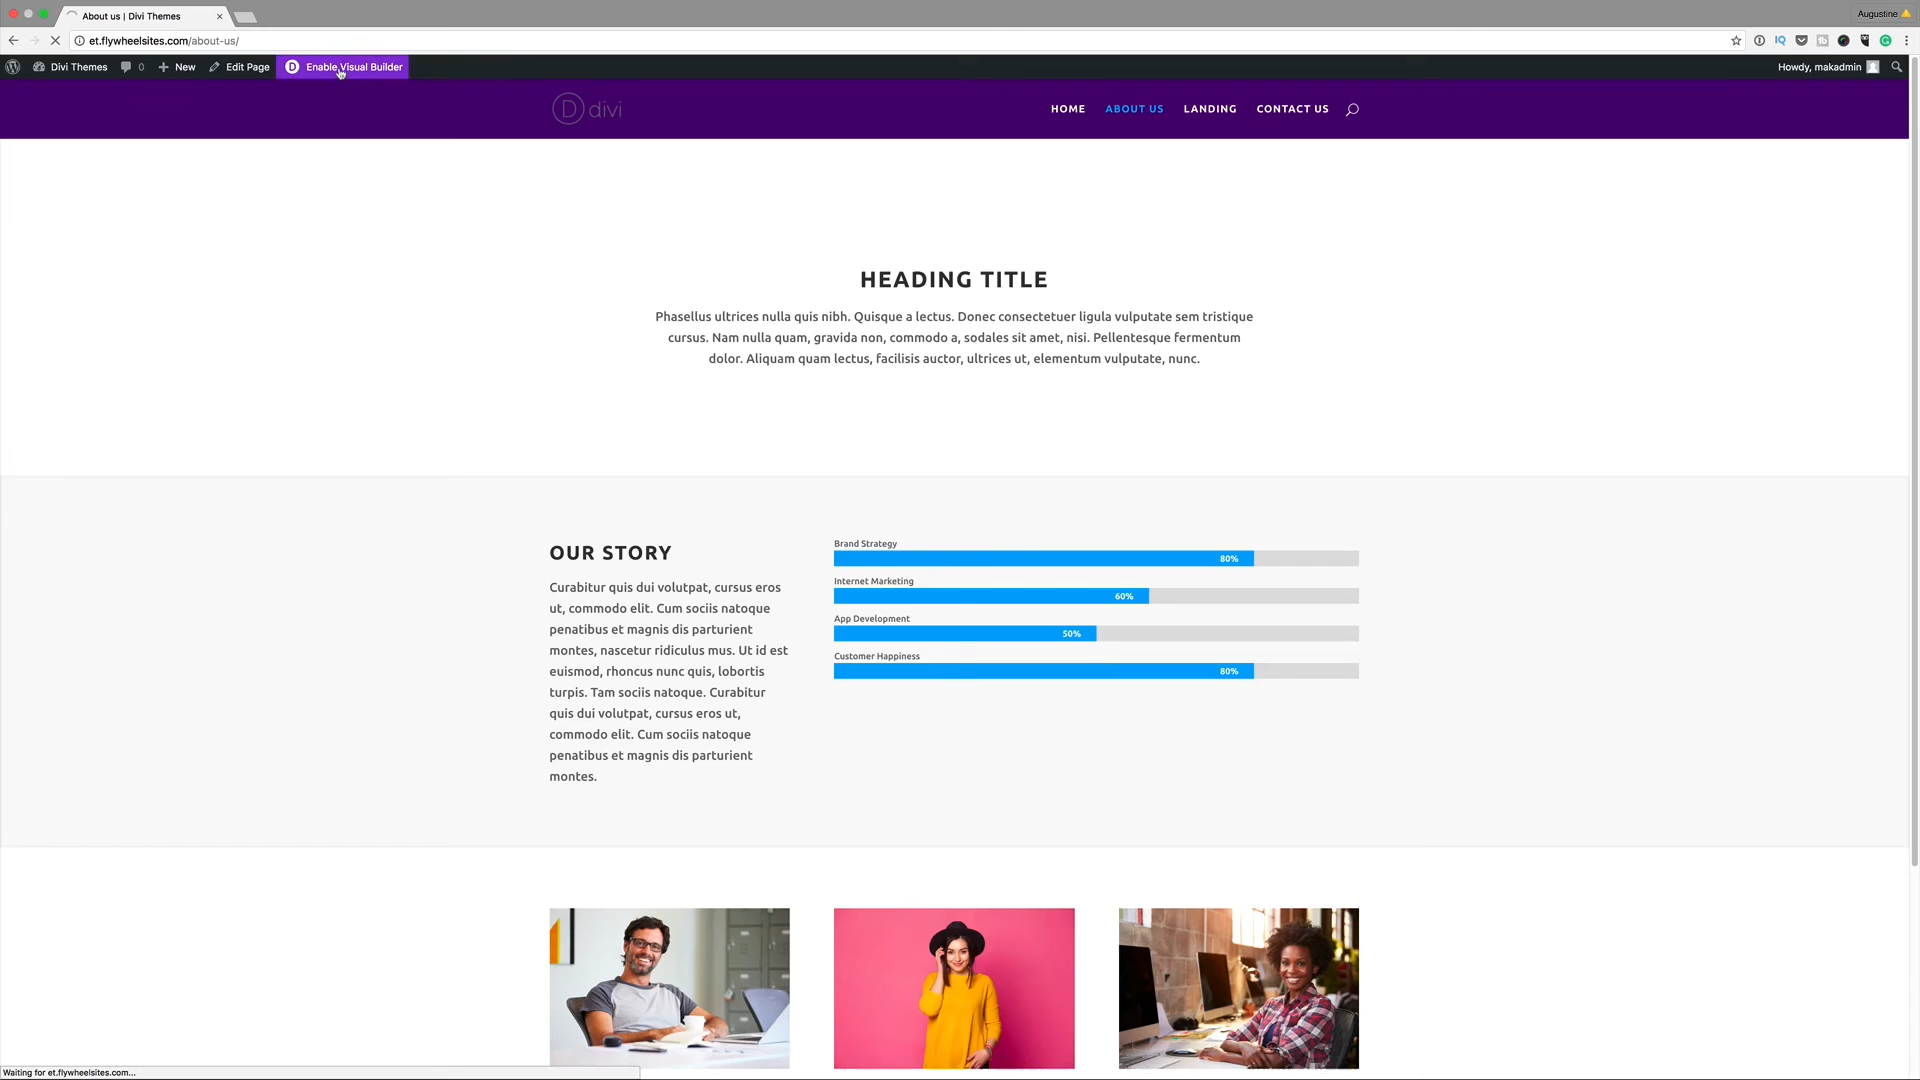 About us | Divi Themes
Augustine
et.flywheelsites.com/about-us/
Divi Themes 0 New Edit Page D Enable Visual Builder
Howdy, makadmin
D divi
HOME ABOUT US LANDING CONTACT US
HEADING TITLE
Phasellus ultrices nulla quis nibh. Quisque a lectus. Donec consectetuer ligula vulputate sem tristique
cursus. Nam nulla quam, gravida non, commodo a, sodales sit amet, nisi. Pellentesque fermentum
dolor. Aliquam quam lectus, facilisis auctor, ultrices ut, elementum vulputate, nunc.
OUR STORY
Curabitur quis dui volutpat, cursus eros
ut, commodo elit. Cum sociis natoque
penatibus et magnis dis parturient
montes, nascetur ridiculus mus. Ut id est
euismod, rhoncus nunc quis, lobortis
turpis. Tam sociis natoque. Curabitur
quis dui volutpat, cursus eros ut,
commodo elit. Cum sociis natoque
penatibus et magnis dis parturient
montes.
Brand Strategy
80%
Internet Marketing
60%
App Development
50%
Customer Happiness
80%
Waiting for et.flywheelsites.com...